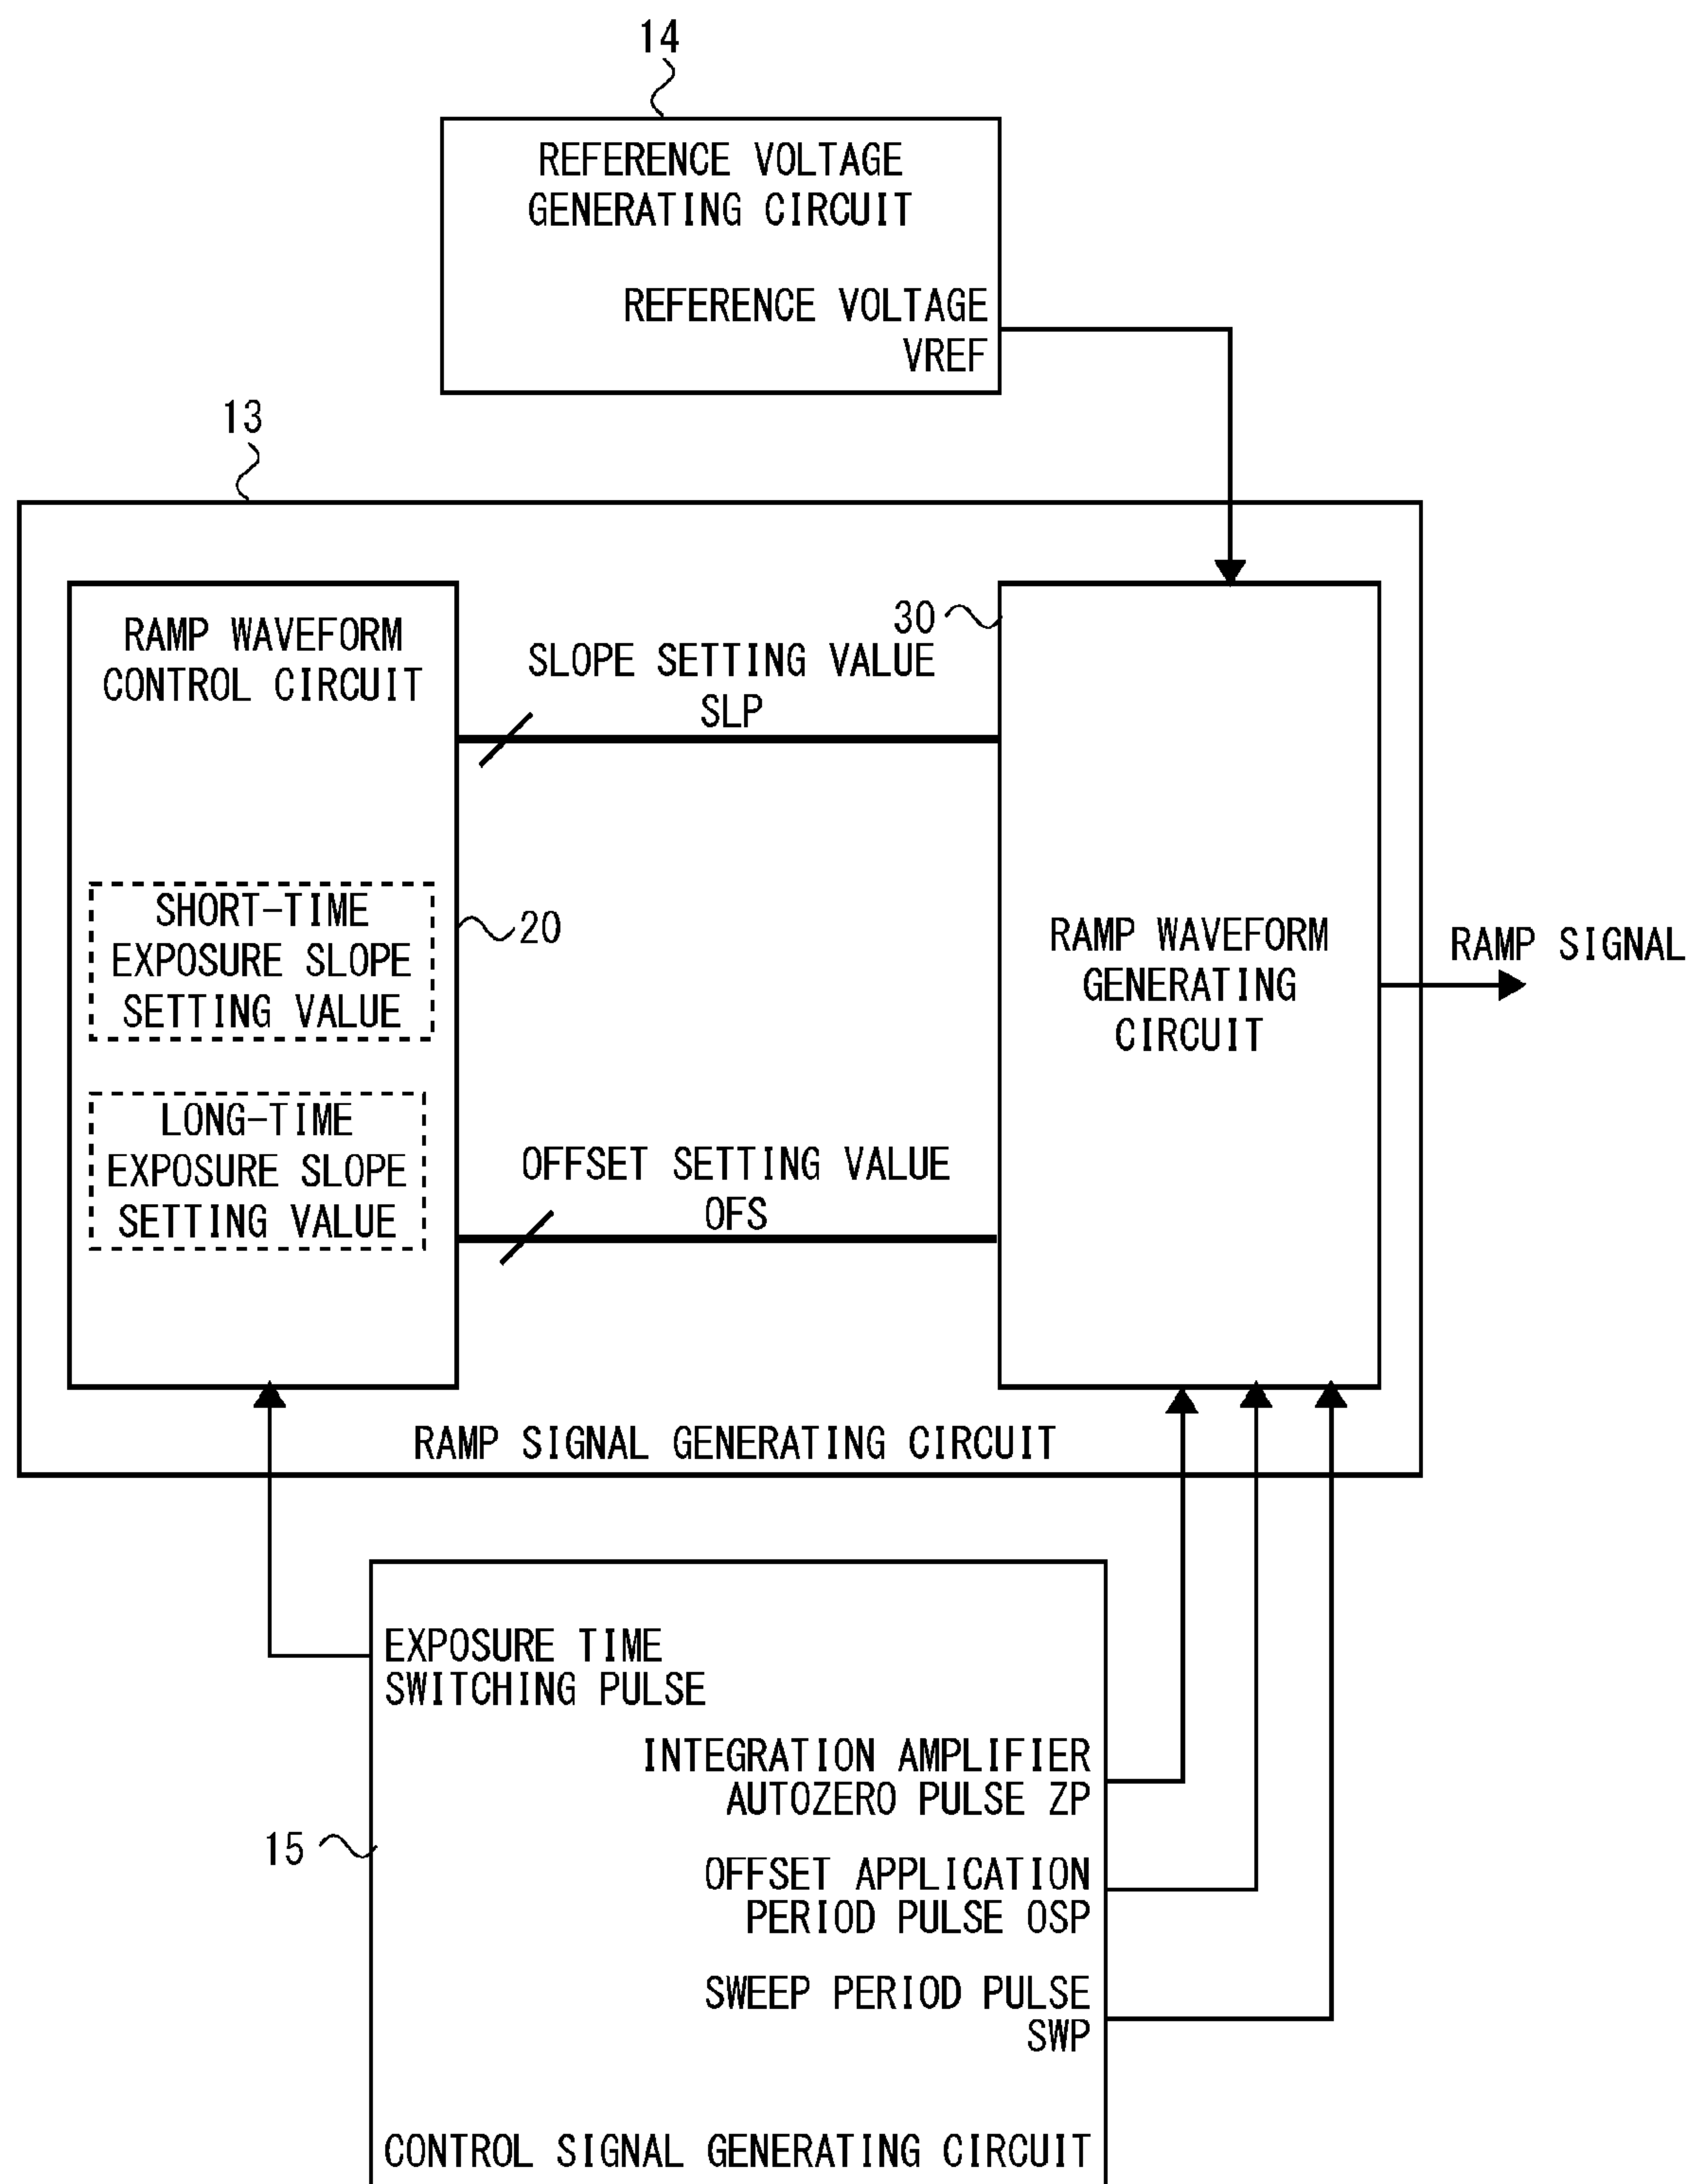 14
REFERENCE VOLTAGE
GENERATING CIRCUIT
REFERENCE VOLTAGE
VREF
13
RAMP WAVEFORM
CONTROL CIRCUIT
30
SLOPE SETTING VALUE
SLP
SHORT-TIME
EXPOSURE SLOPE
SETTING VALUE
20
RAMP WAVEFORM
GENERATING
CIRCUIT
RAMP SIGNAL
LONG-TIME
EXPOSURE SLOPE
SETTING VALUE
OFFSET SETTING VALUE
OFS
RAMP SIGNAL GENERATING CIRCUIT
EXPOSURE TIME
SWITCHING PULSE
INTEGRATION AMPLIFIER
AUTOZERO PULSE ZP
15
OFFSET APPLICATION
PERIOD PULSE OSP
SWEEP PERIOD PULSE
SWP
CONTROL SIGNAL GENERATING CIRCUIT